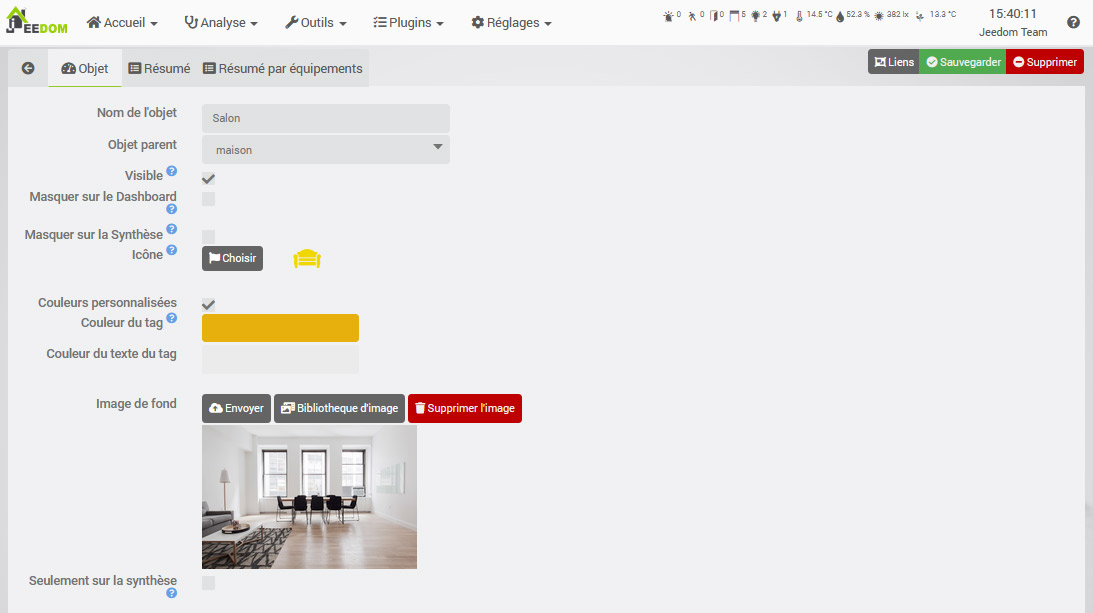 JEEDOM Accueil Analyse Outils Plugins Réglages 0 0 0 5 2 1 14.5 °C 52.3 % 382 lx 13.3 °C 15:40:11
Jeedom Team
Objet Résumé Résumé par équipements Liens Sauvegarder Supprimer
Nom de l'objet Salon
Objet parent maison
Visible
Masquer sur le Dashboard
Masquer sur la Synthèse
Icône Choisir
Couleurs personnalisées
Couleur du tag
Couleur du texte du tag
Image de fond Envoyer Bibliotheque d'image Supprimer l'image
Seulement sur la synthèse